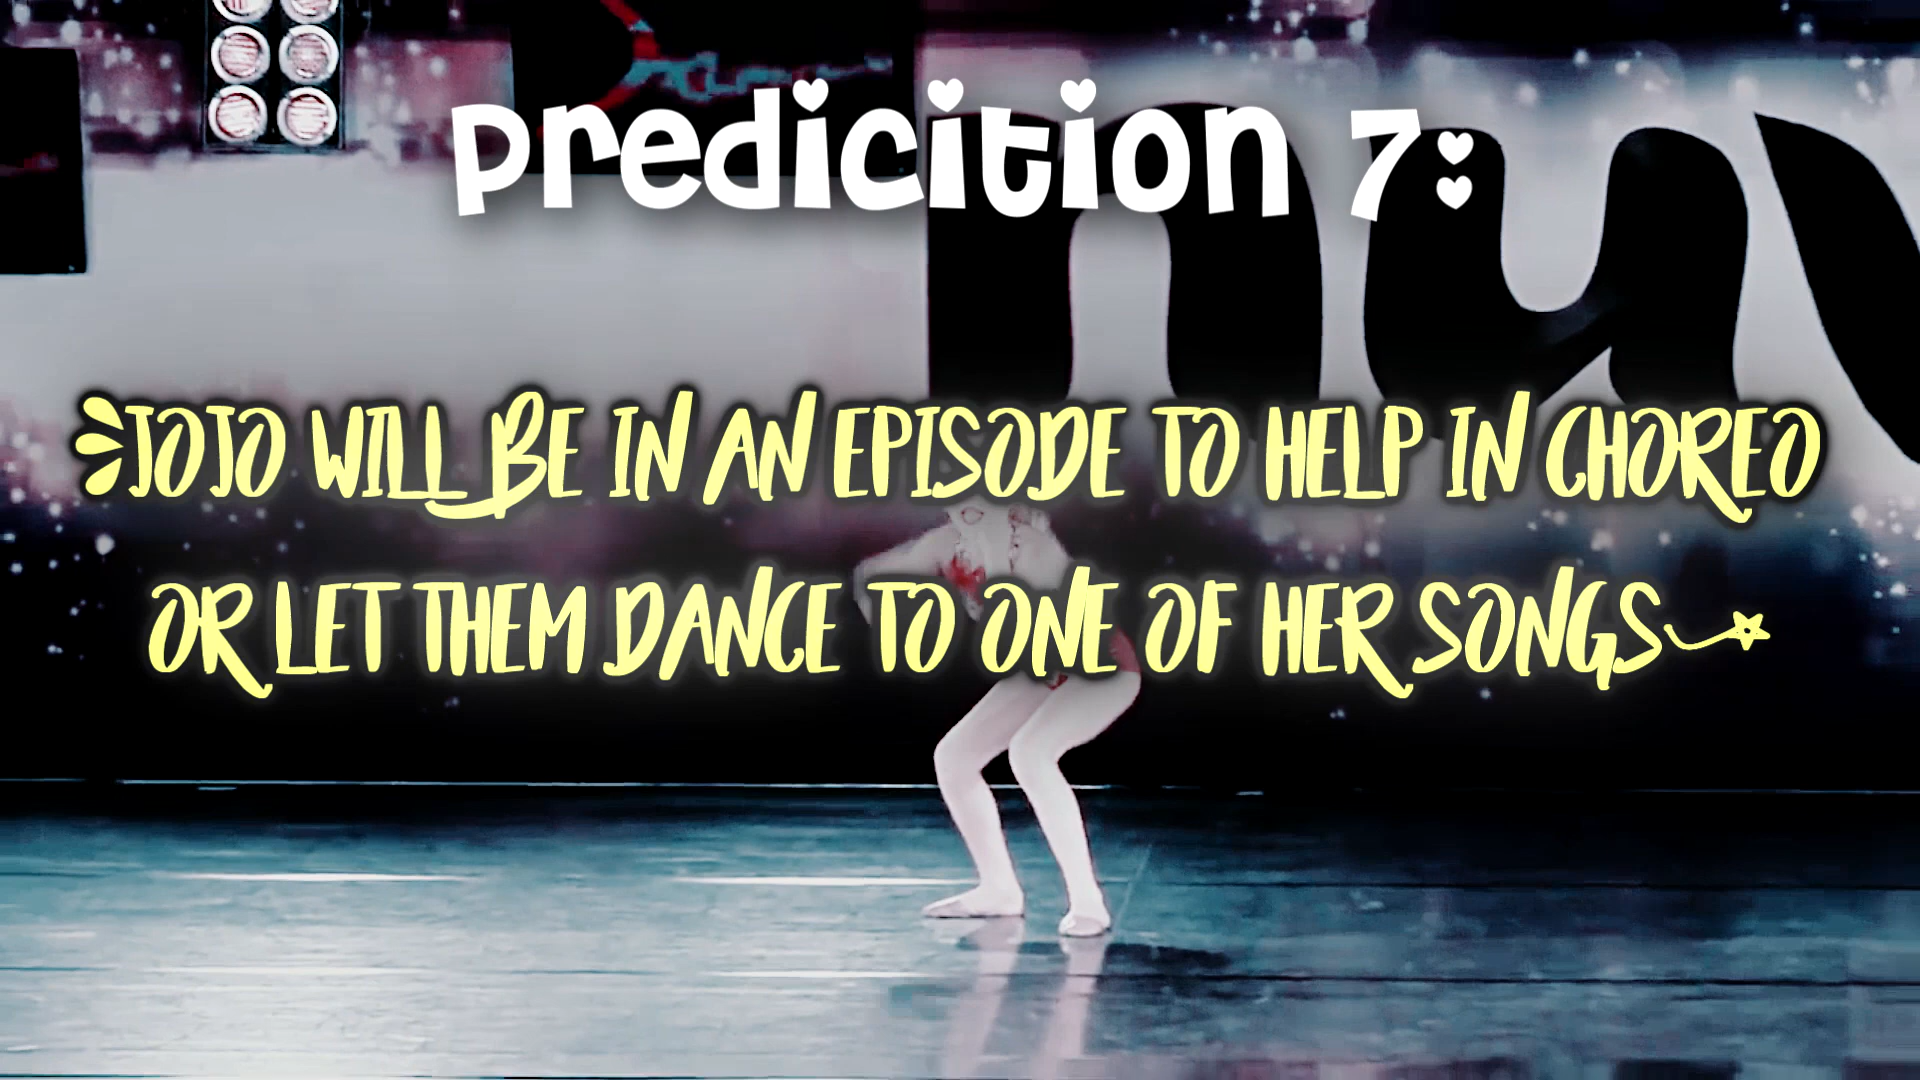 predicition 7:
JOJO WILL BE IN AN EPISODE TO HELP IN CHOREO
OR LET THEM DANCE TO ONE OF HER SONGS